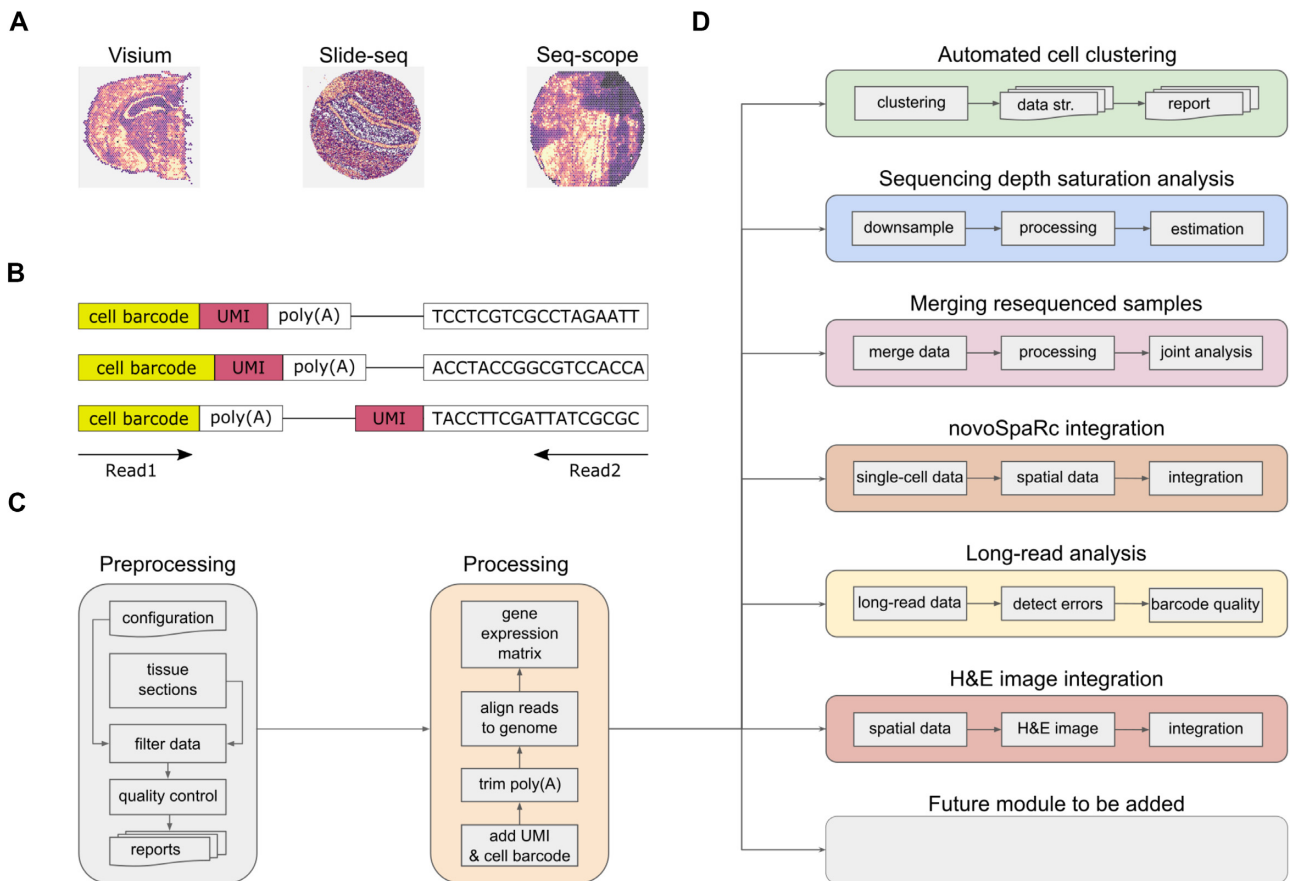 A
Visium
Slide-seq
Seq-scope
B
cell barcode UMI poly(A) TCCTCGTCGCCTAGAATT
cell barcode UMI poly(A) ACCTACCGGCGTCCACCA
cell barcode poly(A) UMI TACCTTCGATTATCGCGC
Read1
Read2
C
Preprocessing
configuration
tissue
sections
filter data
quality control
reports
Processing
gene
expression
matrix
align reads
to genome
trim poly(A)
add UMI
& cell barcode
D
Automated cell clustering
clustering
data str.
report
Sequencing depth saturation analysis
downsample
processing
estimation
Merging resequenced samples
merge data
processing
joint analysis
novoSpaRc integration
single-cell data
spatial data
integration
Long-read analysis
long-read data
detect errors
barcode quality
H&E image integration
spatial data
H&E image
integration
Future module to be added